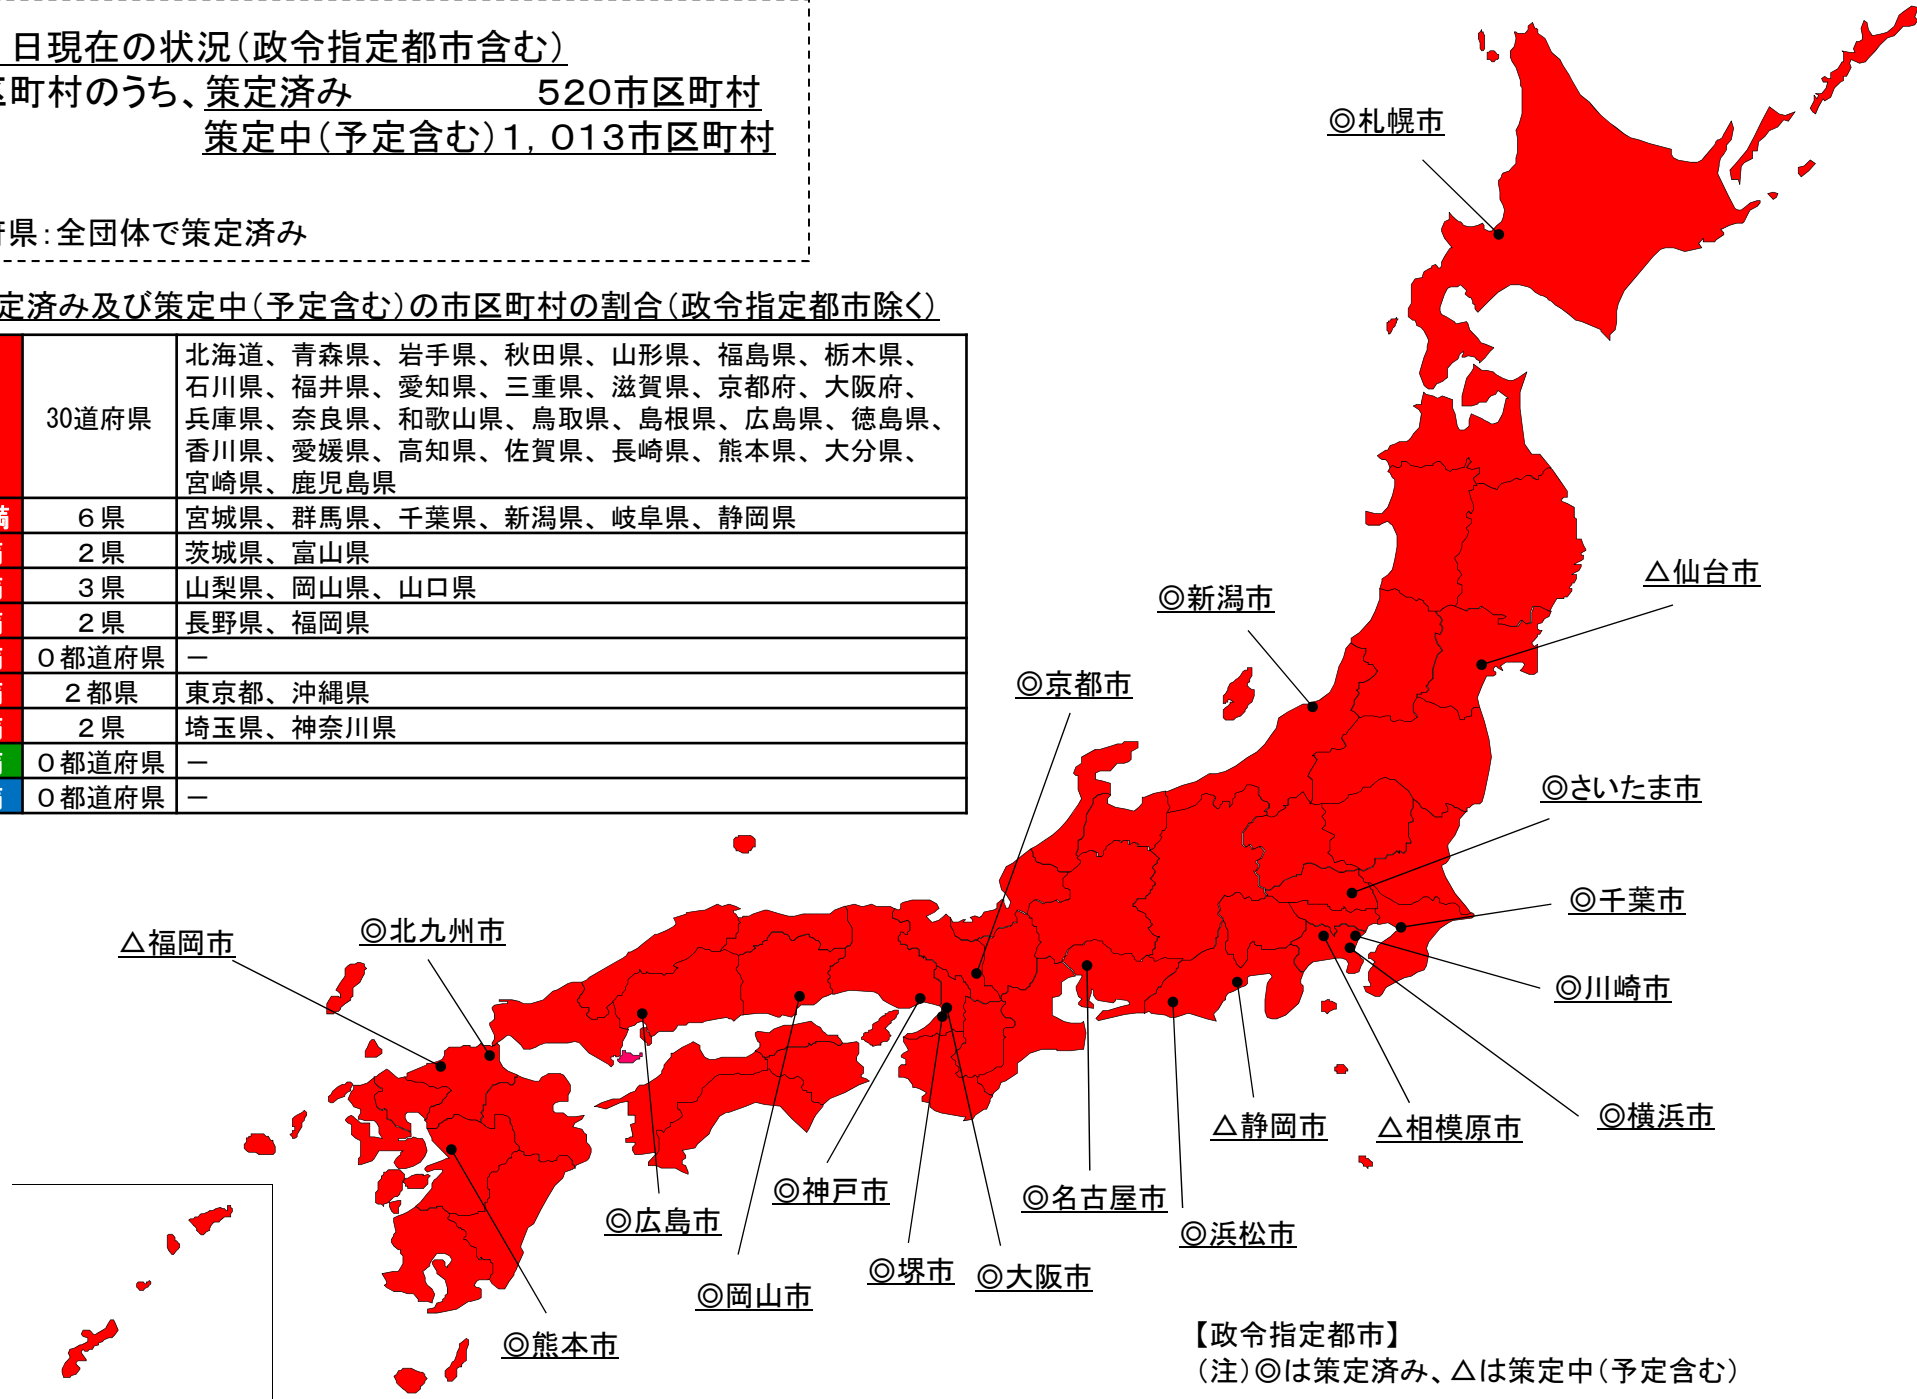 日現在の状況(政令指定都市含む)
区町村のうち、策定済み 520市区町村
策定中(予定含む)1,013市区町村
府県:全団体で策定済み
定済み及び策定中(予定含む)の市区町村の割合(政令指定都市除く)
30道府県
北海道、青森県、岩手県、秋田県、山形県、福島県、栃木県、
石川県、福井県、愛知県、三重県、滋賀県、京都府、大阪府、
兵庫県、奈良県、和歌山県、鳥取県、島根県、広島県、徳島県、
香川県、愛媛県、高知県、佐賀県、長崎県、熊本県、大分県、
宮崎県、鹿児島県
6県 宮城県、群馬県、千葉県、新潟県、岐阜県、静岡県
2県 茨城県、富山県
3県 山梨県、岡山県、山口県
2県 長野県、福岡県
0都道府県 -
2都県 東京都、沖縄県
2県 埼玉県、神奈川県
0都道府県 -
0都道府県 -
◎札幌市
△仙台市
◎新潟市
◎京都市
◎さいたま市
◎千葉市
△福岡市
◎北九州市
◎川崎市
◎横浜市
△静岡市
△相模原市
◎神戸市
◎名古屋市
◎広島市
◎浜松市
◎堺市
◎大阪市
◎岡山市
◎熊本市
【政令指定都市】
(注)◎は策定済み、△は策定中(予定含む)